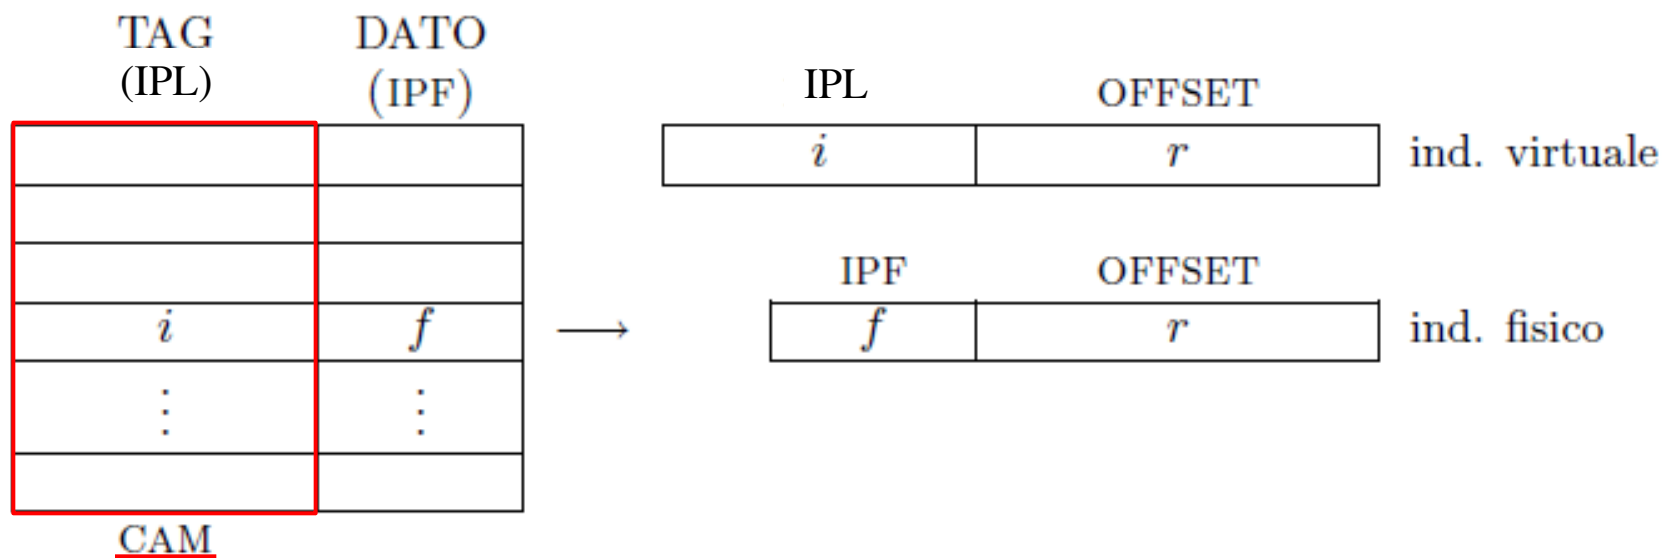 TAG DATO
(IPL) (IPF)
IPL OFFSET
i r ind. virtuale
IPF OFFSET
i f → f r ind. fisico
⋮ ⋮
CAM